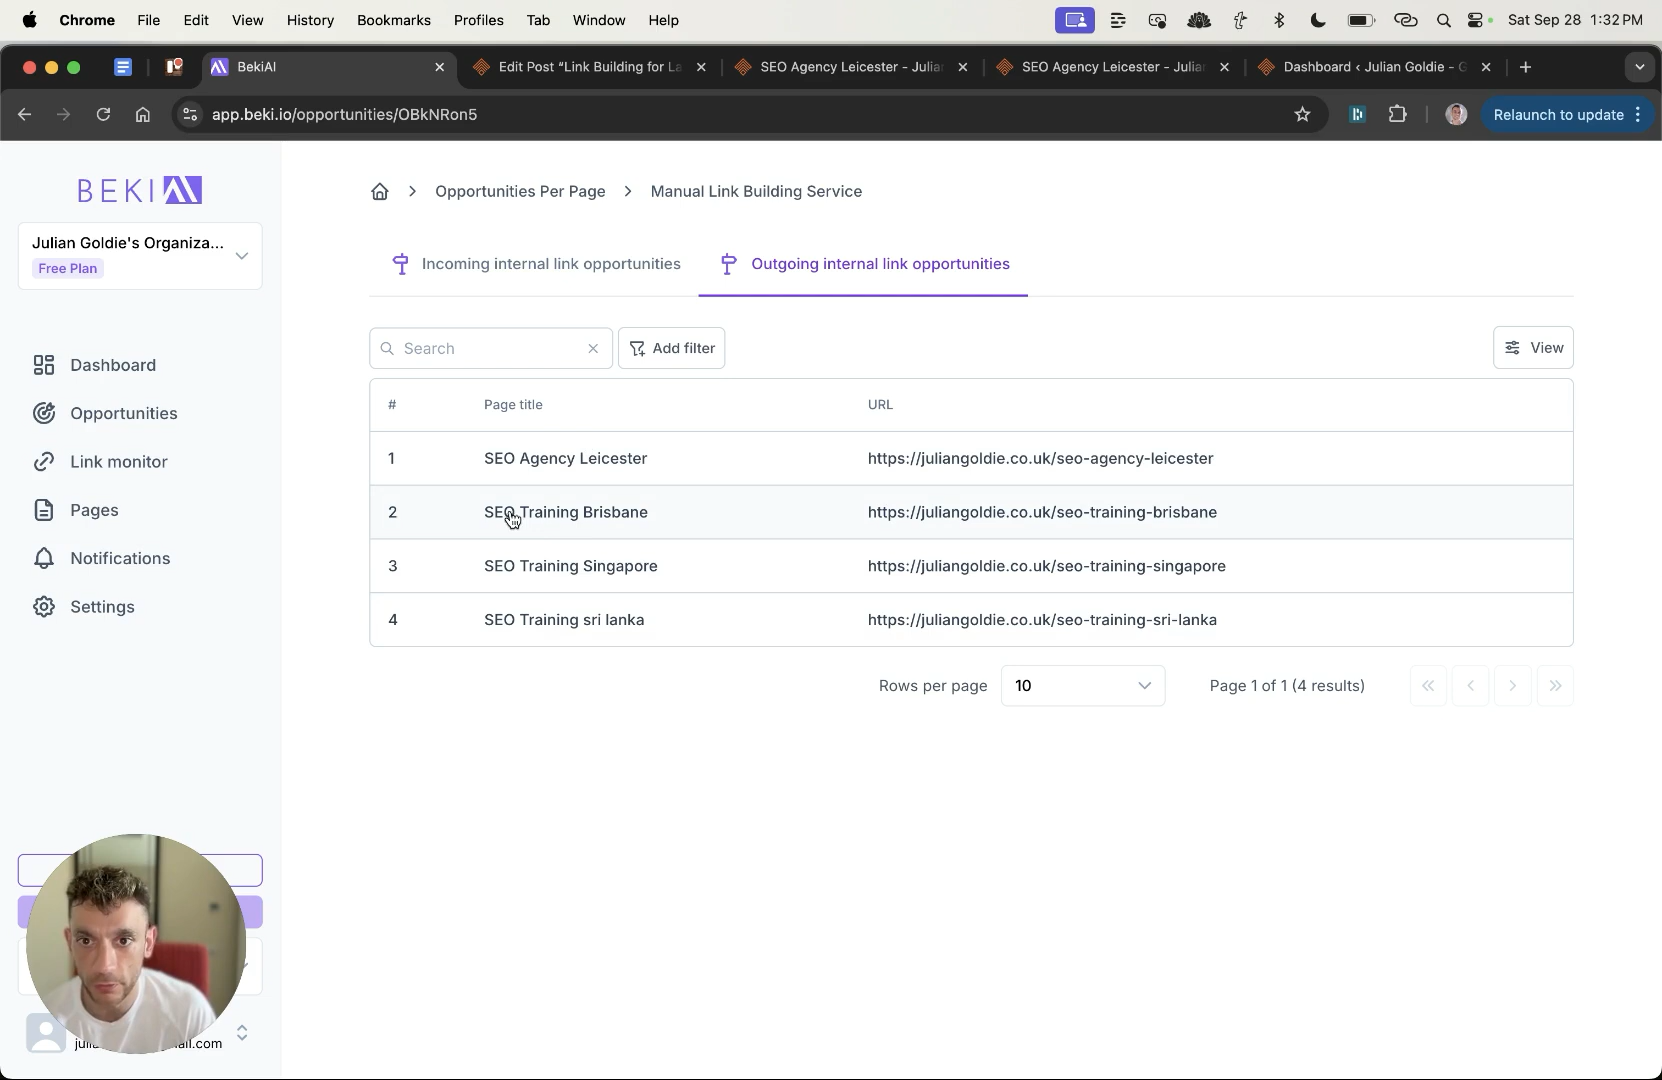 Chrome File Edit View History Bookmarks Profiles Tab Window Help Sat Sep 28 1:32 PM
BekiAI Edit Post "Link Building for La SEO Agency Leicester - Julian SEO Agency Leicester - Julian Dashboard ‹ Julian Goldie - G
app.beki.io/opportunities/OBkNRon5 Relaunch to update
BEKI
Julian Goldie's Organiza...
Free Plan
Dashboard
Opportunities
Link monitor
Pages
Notifications
Settings
.com
Opportunities Per Page > Manual Link Building Service
Incoming internal link opportunities Outgoing internal link opportunities
Search Add filter View
# Page title URL
1 SEO Agency Leicester https://juliangoldie.co.uk/seo-agency-leicester
2 SEO Training Brisbane https://juliangoldie.co.uk/seo-training-brisbane
3 SEO Training Singapore https://juliangoldie.co.uk/seo-training-singapore
4 SEO Training sri lanka https://juliangoldie.co.uk/seo-training-sri-lanka
Rows per page 10 Page 1 of 1 (4 results)